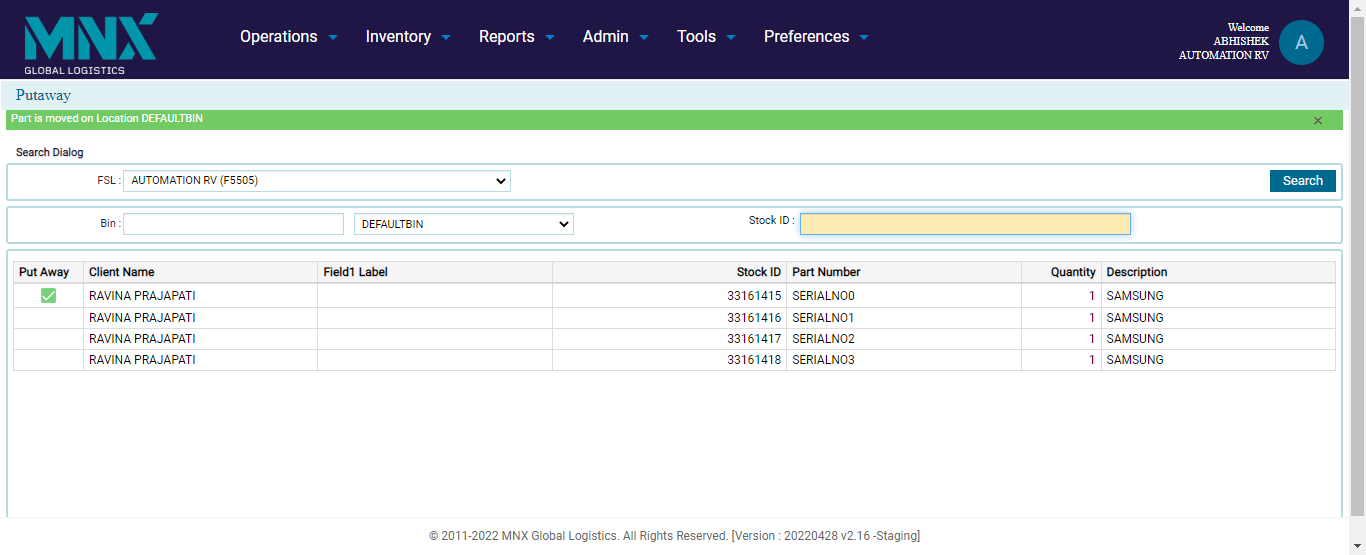 MNX
GLOBAL LOGISTICS
Operations Inventory Reports Admin Tools Preferences
Welcome
ABHISHEK
AUTOMATION RV
A
Putaway
Part is moved on Location DEFAULTBIN ×
Search Dialog
FSL : AUTOMATION RV (F5505) Search
Bin : DEFAULTBIN Stock ID :
Put Away Client Name Field1 Label Stock ID Part Number Quantity Description
RAVINA PRAJAPATI 33161415 SERIALNO0 1 SAMSUNG
RAVINA PRAJAPATI 33161416 SERIALNO1 1 SAMSUNG
RAVINA PRAJAPATI 33161417 SERIALNO2 1 SAMSUNG
RAVINA PRAJAPATI 33161418 SERIALNO3 1 SAMSUNG
© 2011-2022 MNX Global Logistics. All Rights Reserved. [Version : 20220428 v2.16 -Staging]